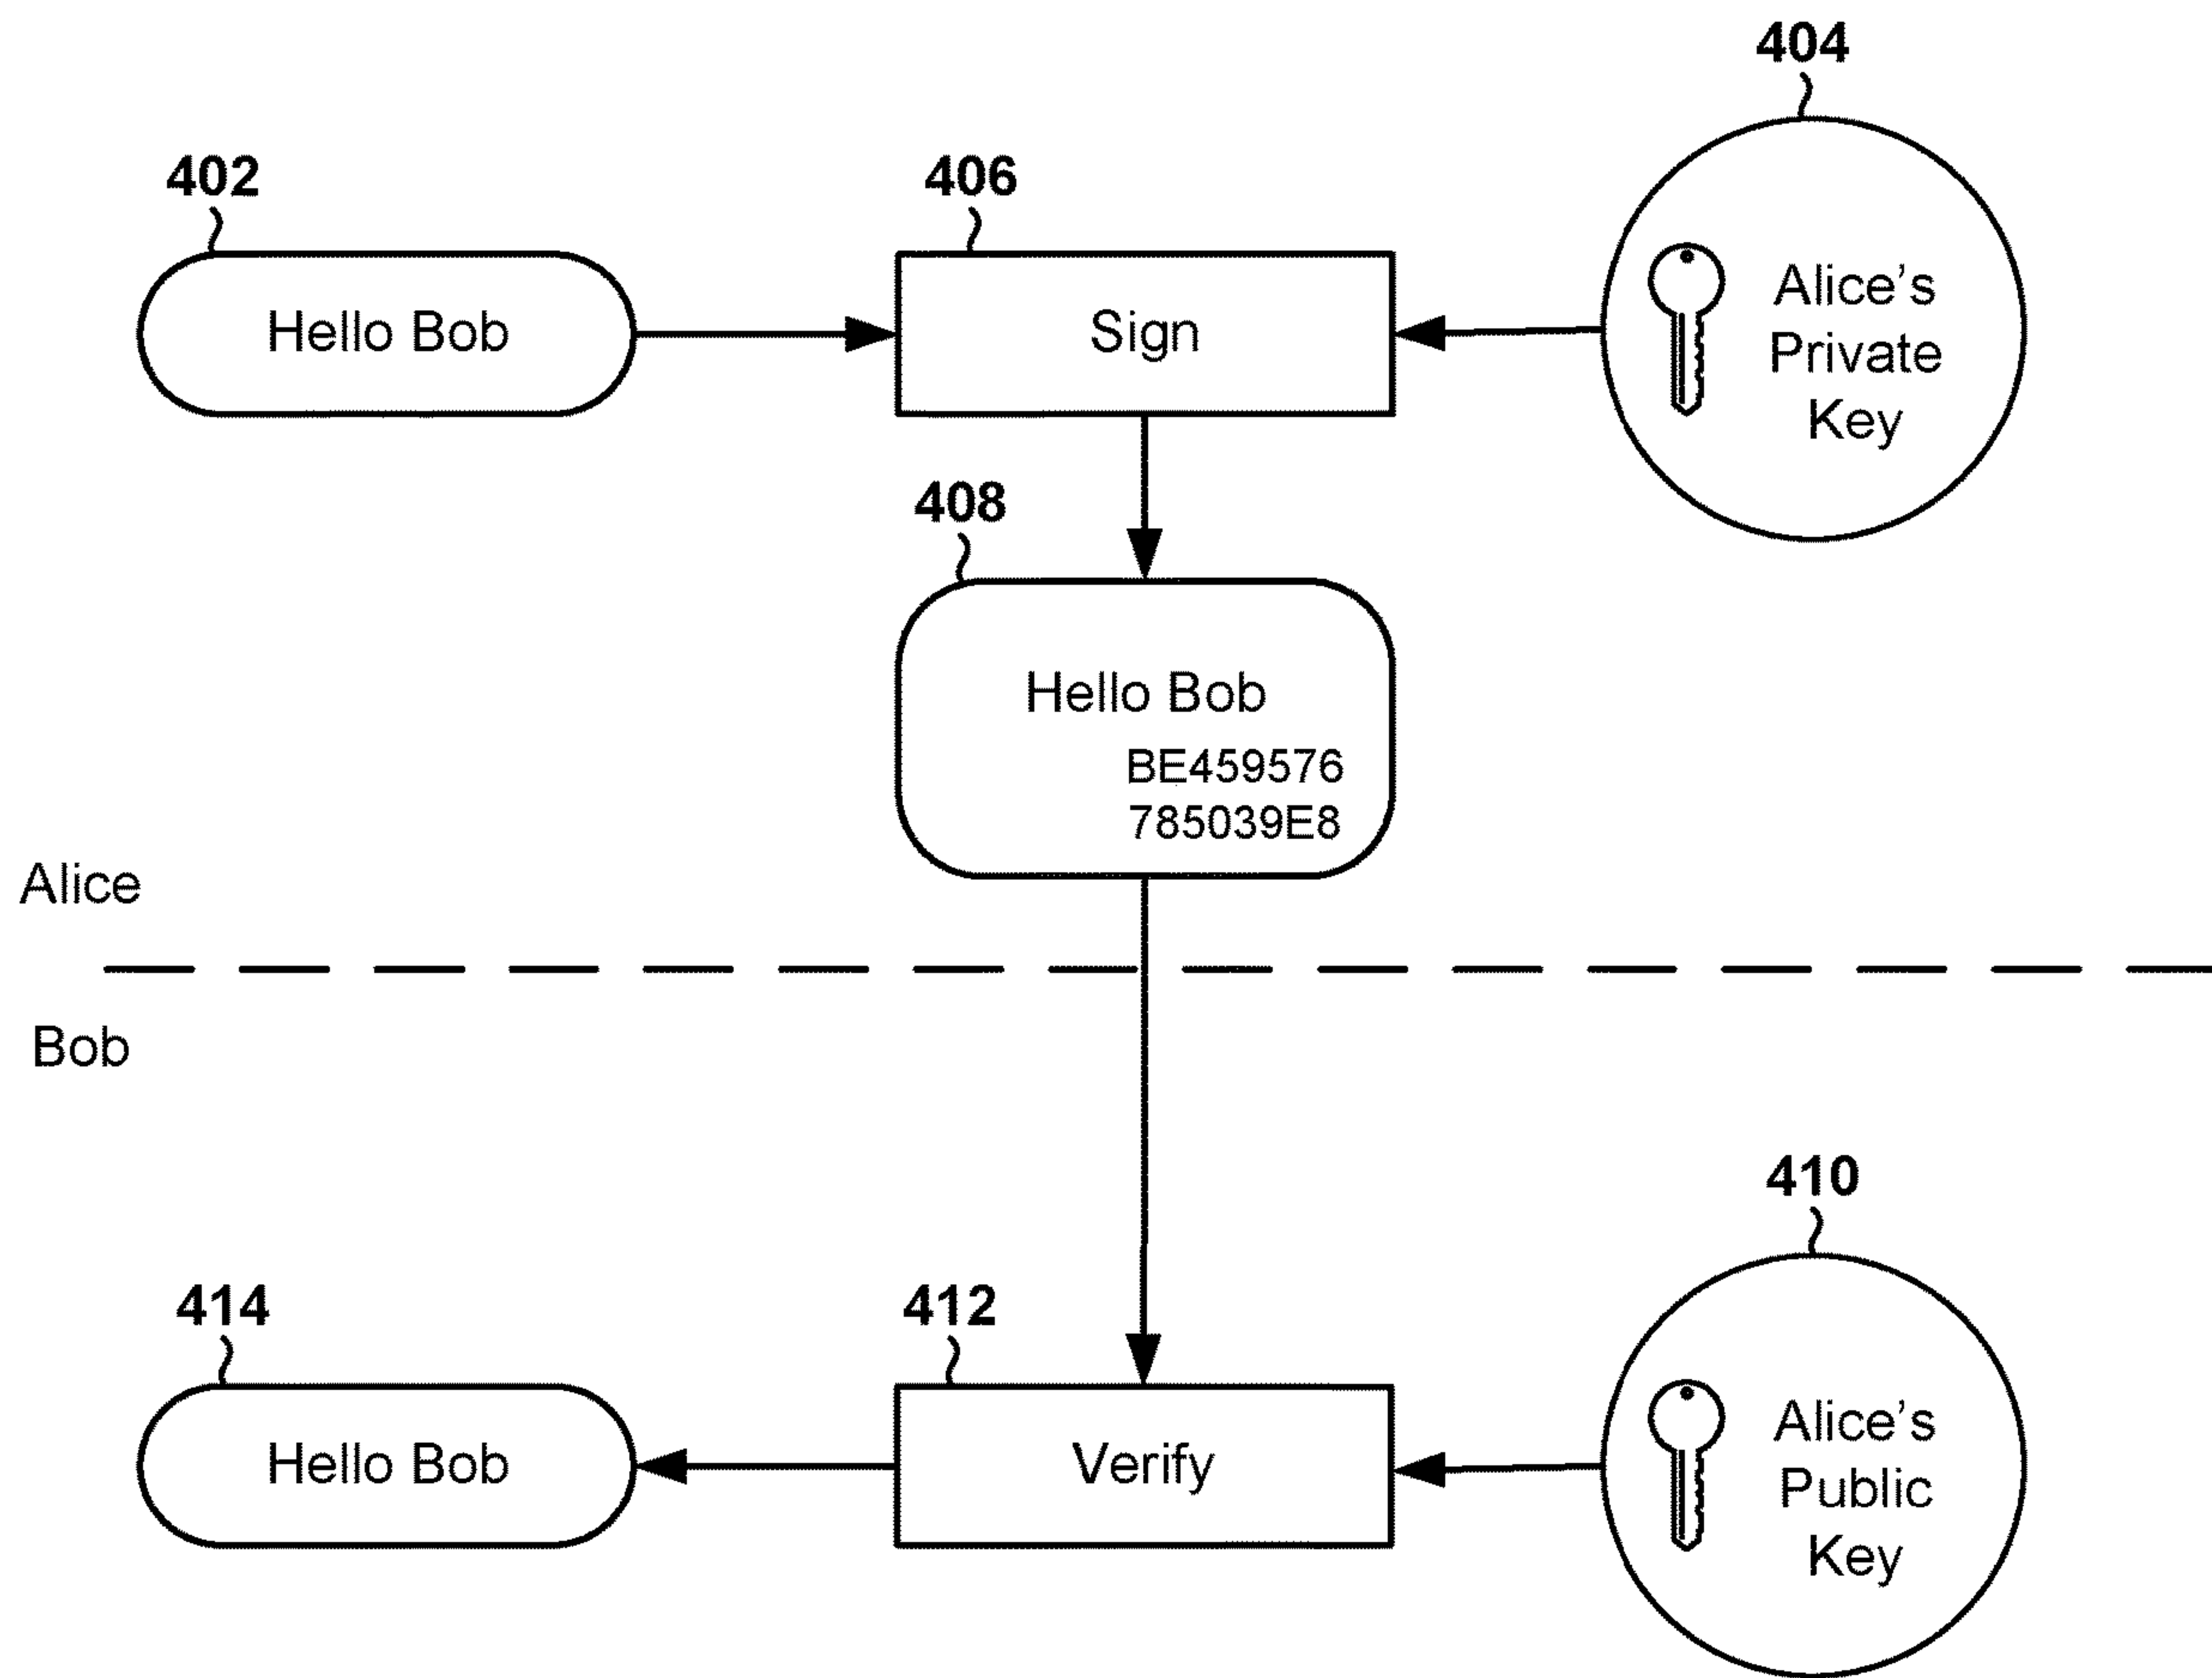 404
402
406
Hello Bob
Sign
Alice's
Private
Key
408
Hello Bob
BE459576
785039E8
Alice
Bob
410
414
412
Hello Bob
Verify
Alice's
Public
Key